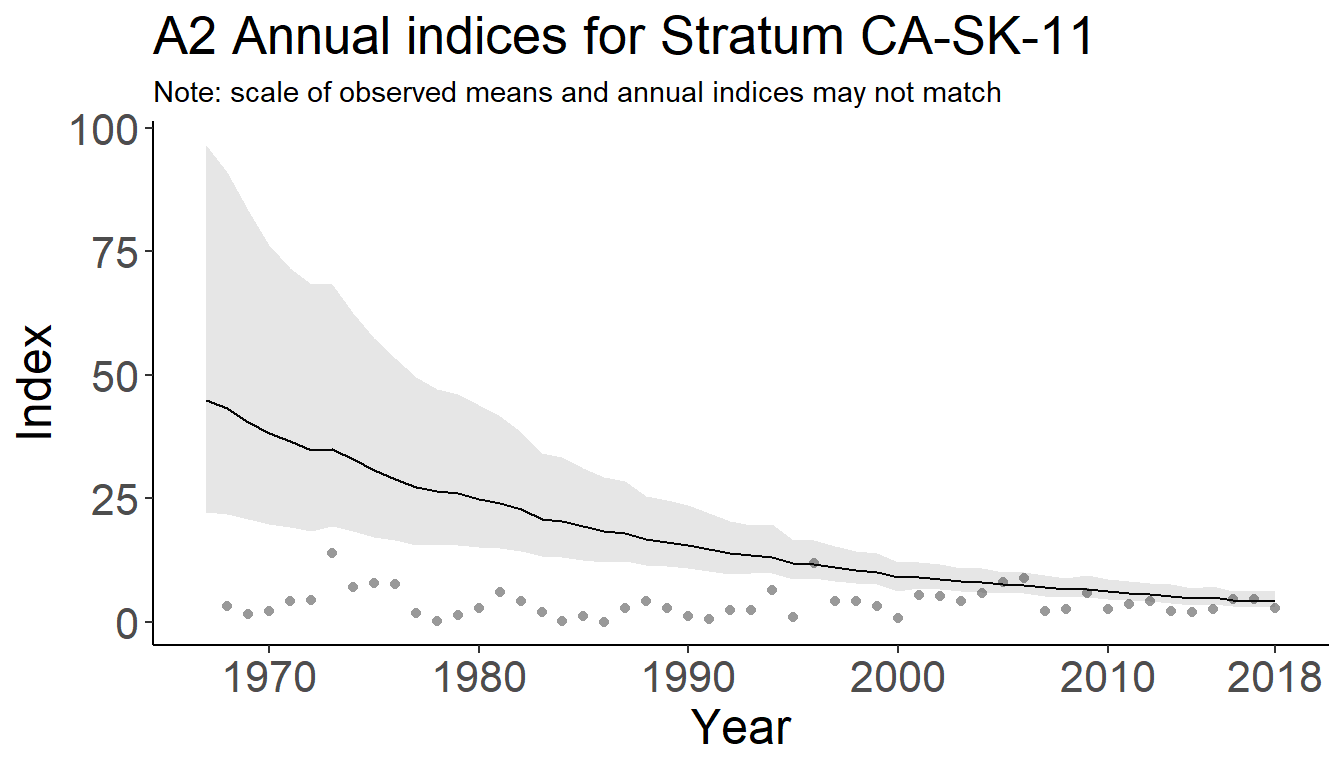 A2 Annual indices for Stratum CA-SK-11
Note: scale of observed means and annual indices may not match
100
75
50
25
0
Index
1970 1980 1990 2000 2010 2018
Year